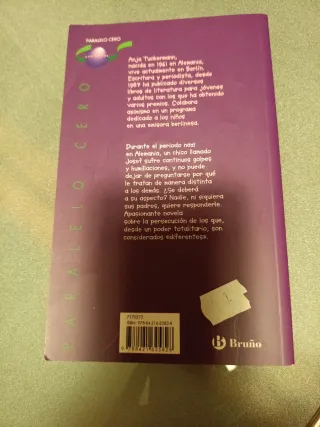 PARALELO CERO
PARALELO CERO
Anja Tuckermann,
nacida en 1961 en Alemania,
vive actualmente en Berlín.
Escritora y periodista, desde
1989 ha publicado diversos
libros de literatura para jóvenes
y adultos con los que ha obtenido
varios premios. Colabora
asimismo en un programa
dedicado a los niños
en una emisora berlinesa.
Durante el periodo nazi
en Alemania, un chico llamado
Josef sufre continuos golpes
y humillaciones, y no puede
dejar de preguntarse por qué
le tratan de manera distinta
a los demás. ¿Se deberá
a su aspecto? Nadie, ni siquiera
sus padres, quiere responderle.
Apasionante novela
sobre la persecución de los que,
desde un poder totalitario, son
considerados «diferentes».
Bruño